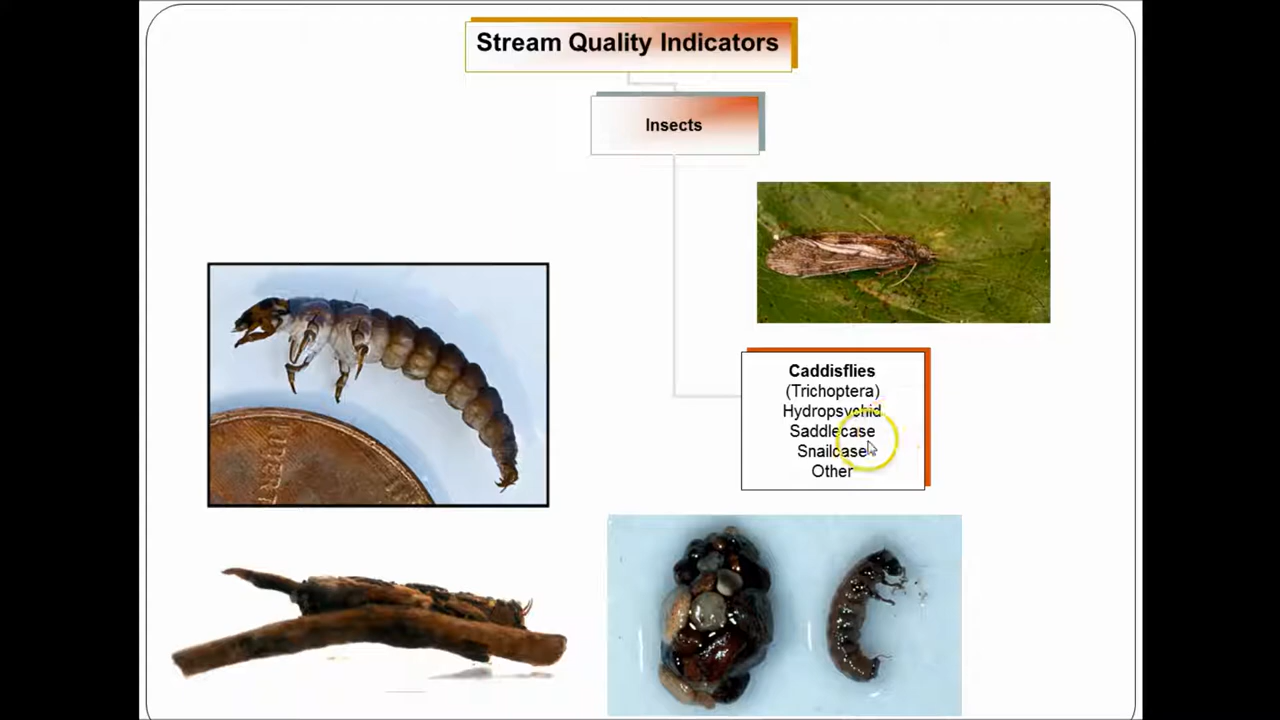 Stream Quality Indicators
Insects
Caddisflies
(Trichoptera)
Hydropsychid
Saddlecase
Snailcase
Other